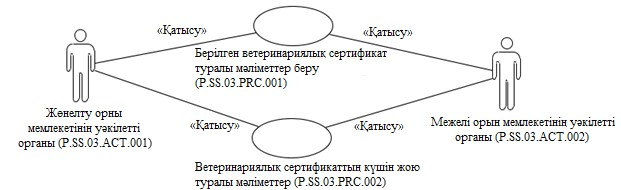 «Қатысу»
«Қатысу»
Берілген ветеринариялық сертификат
туралы мәліметтер беру
(P.SS.03.PRC.001)
Жөнелту орны
мемлекетінің уәкілетті
органы (P.SS.03.ACT.001)
Межелі орын мемлекетінің уәкілетті
органы (P.SS.03.ACT.002)
«Қатысу»
«Қатысу»
Ветеринариялық сертификаттың күшін жою
туралы мәліметтер (P.SS.03.PRC.002)